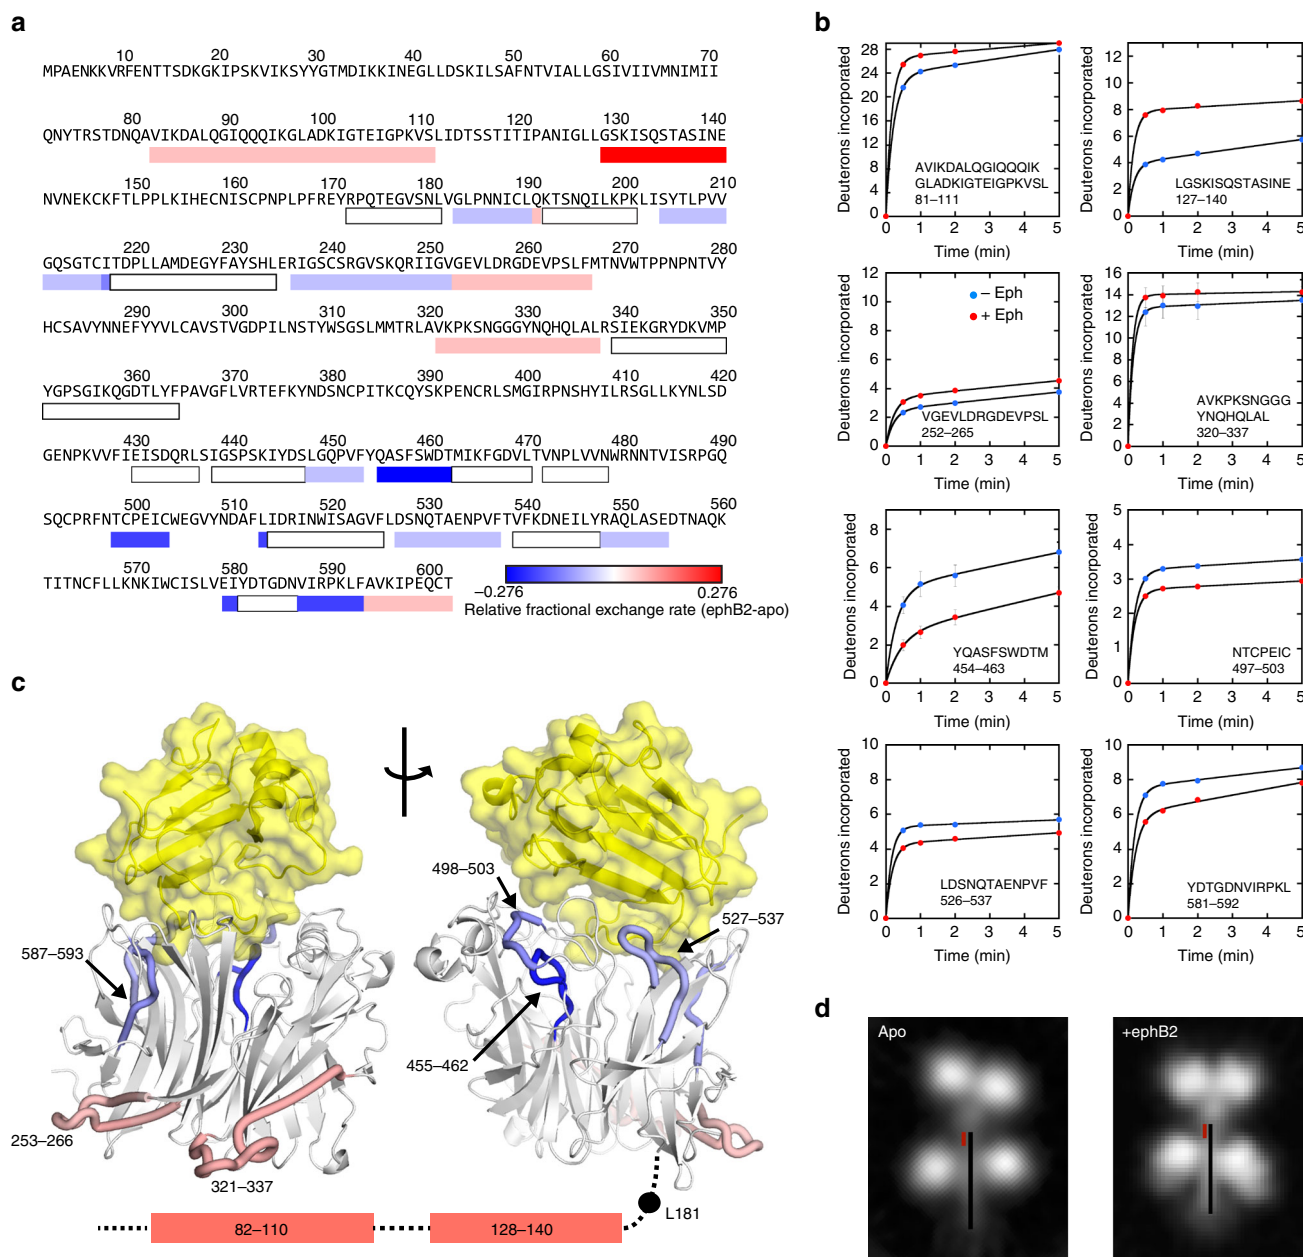 a
10 20 30 40 50 60 70
MPAENKKVRFENTTSDKGKIPSKVIKSYYGTMDIKKINEGLLDSKILSAFNTVIALLGSIVIIVMNIMII
80 90 100 110 120 130 140
QNYTRSTDNQAVIKDALQGIQQQIKGLADKIGTEIGPKVSLIDTSSTITIPANIGLLGSKISQSTASINE
150 160 170 180 190 200 210
NVNEKCKFTLPPLKIHECNISCPNPLPFREYRPQTEGVSNLVGLPNNICLQKTSNQILKPKLISYTLPVV
220 230 240 250 260 270 280
GQSGTCITDPLLAMDEGYFAYSHLERIGSCSRGVSKQRIIGVGEVLDRGDEVPSLFMTNVWTPPNPNTVY
290 300 310 320 330 340 350
HCSAVYNNEFYYVLCAVSTVGDPILNSTYWSGSLMMTRLAVKPKSNGGGYNQHQLALRSIEKGRYDKVMP
360 370 380 390 400 410 420
YGPSGIKQGDTLYFPAVGFLVRTEFKYNDSNCPITKCQYSKPENCRLSMGIRPNSHYILRSGLLKYNLSD
430 440 450 460 470 480 490
GENPKVVFIEISDQRLSIGSPSKIYDSLGQPVFYQASFSWDTMIKFGDVLTVNPLVVNWRNNTVISRPGQ
500 510 520 530 540 550 560
SQCPRFNTCPEICWEGVYNDAFLIDRINWISAGVFLDSNQTAENPVFTVFKDNEILYRAQLASEDTNAQK
570 580 590 600
TITNCFLLKNKIWCISLVEIYDTGDNVIRPKLFAVKIPEQCT
–0.276 0.276
Relative fractional exchange rate (ephB2-apo)
b
Deuterons incorporated
28
24
20
16
12
8
4
0
AVIKDALQGIQQQIK
GLADKIGTEIGPKVSL
81–111
0 1 2 3 4 5
Time (min)
Deuterons incorporated
12
10
8
6
4
2
0
LGSKISQSTASINE
127–140
0 1 2 3 4 5
Time (min)
Deuterons incorporated
12
10
8
6
4
2
0
– Eph
+ Eph
VGEVLDRGDEVPSL
252–265
0 1 2 3 4 5
Time (min)
Deuterons incorporated
16
14
12
10
8
6
4
2
0
AVKPKSNGGG
YNQHQLAL
320–337
0 1 2 3 4 5
Time (min)
Deuterons incorporated
8
6
4
2
0
YQASFSWDTM
454–463
0 1 2 3 4 5
Time (min)
Deuterons incorporated
5
4
3
2
1
0
NTCPEIC
497–503
0 1 2 3 4 5
Time (min)
Deuterons incorporated
10
8
6
4
2
0
LDSNQTAENPVF
526–537
0 1 2 3 4 5
Time (min)
Deuterons incorporated
10
8
6
4
2
0
YDTGDNVIRPKL
581–592
0 1 2 3 4 5
Time (min)
c
498–503
527–537
587–593
455–462
253–266
321–337
L181
82–110
128–140
d
Apo
+ephB2